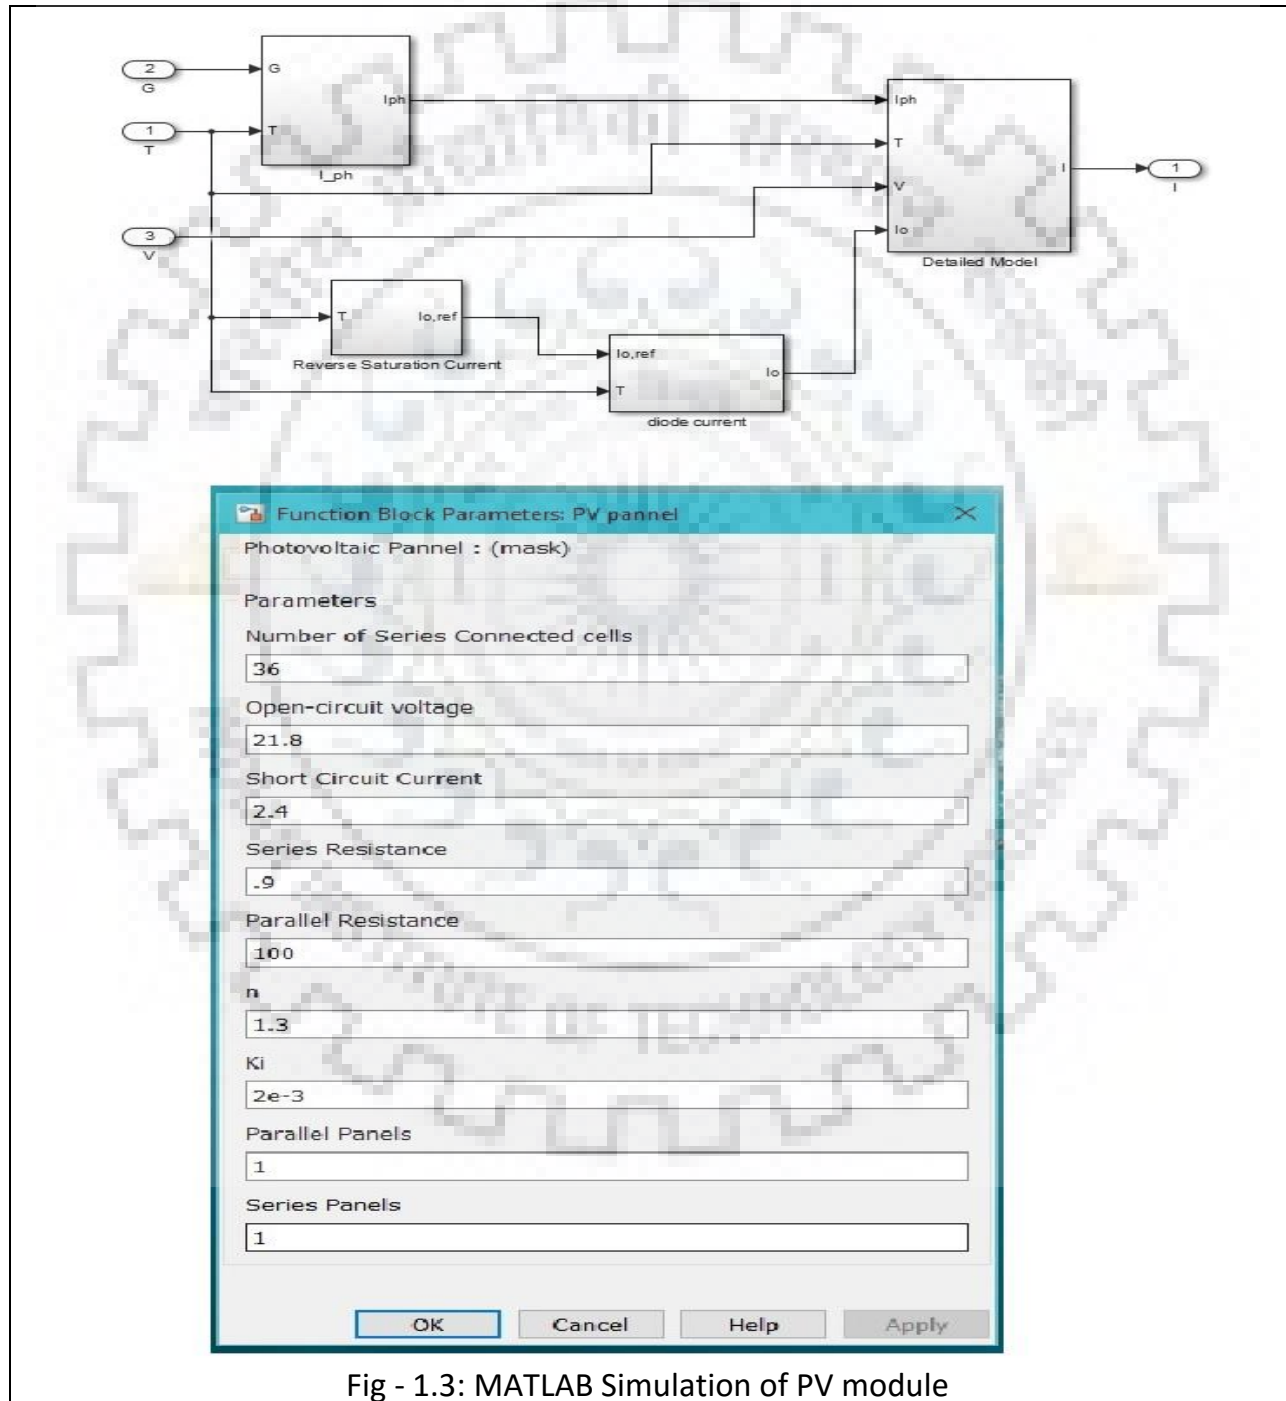 2
G
G
Iph
1
T
T
I_ph
Iph
T
V
Io
I
Detailed Model
1
I
3
V
T
Io,ref
Reverse Saturation Current
Io,ref
T
Io
diode current
Function Block Parameters: PV pannel
Photovoltaic Pannel : (mask)
Parameters
Number of Series Connected cells
36
Open-circuit voltage
21.8
Short Circuit Current
2.4
Series Resistance
.9
Parallel Resistance
100
n
1.3
Ki
2e-3
Parallel Panels
1
Series Panels
1
OK
Cancel
Help
Apply
Fig - 1.3: MATLAB Simulation of PV module